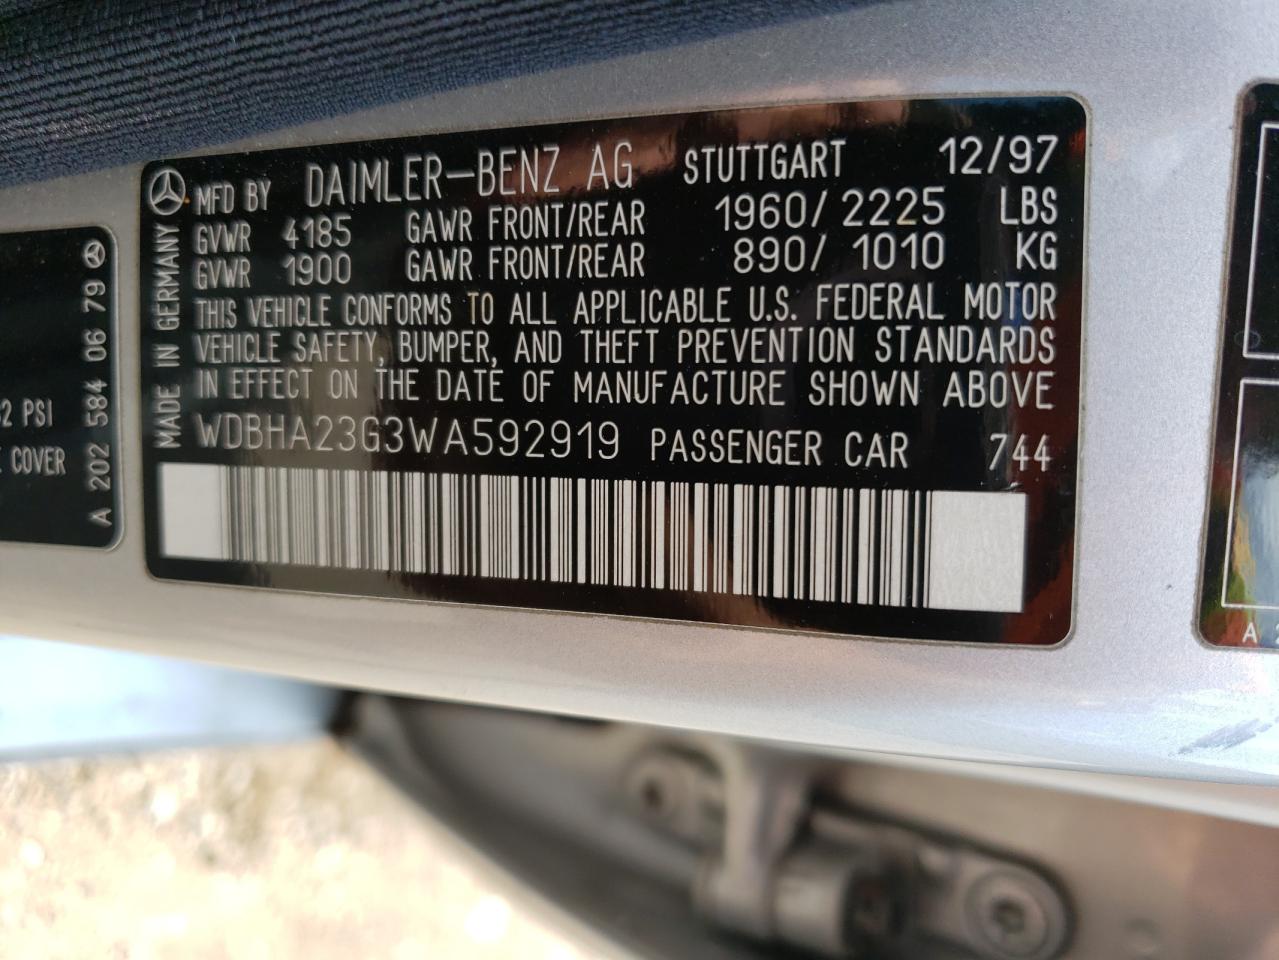 MFD BY DAIMLER-BENZ AG STUTTGART 12/97
GVWR 4185 GAWR FRONT/REAR 1960/2225 LBS
GVWR 1900 GAWR FRONT/REAR 890/1010 KG
THIS VEHICLE CONFORMS TO ALL APPLICABLE U.S. FEDERAL MOTOR
VEHICLE SAFETY, BUMPER, AND THEFT PREVENTION STANDARDS
IN EFFECT ON THE DATE OF MANUFACTURE SHOWN ABOVE
WDBHA23G3WA592919 PASSENGER CAR 744
MADE IN GERMANY
A 202 584 06 79
PSI
COVER
A